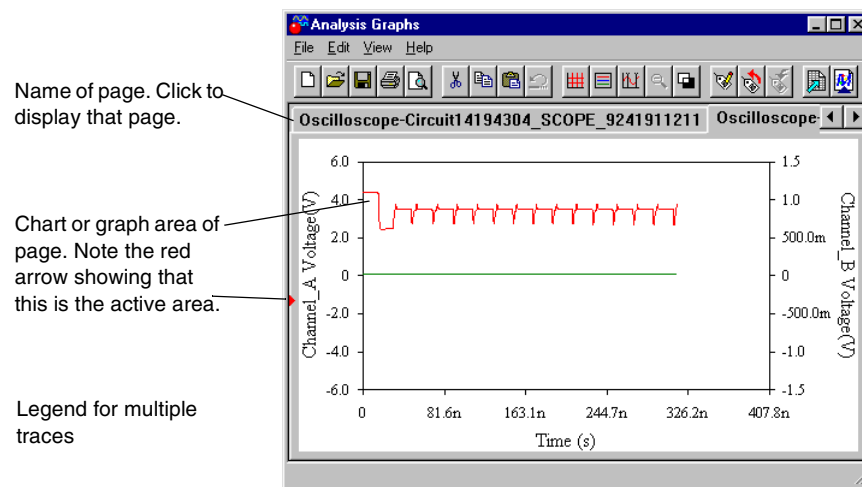 Analysis Graphs
File Edit View Help
Name of page. Click to
display that page.
Oscilloscope-Circuit14194304_SCOPE_9241911211
Oscilloscope-
Chart or graph area of
page. Note the red
arrow showing that
this is the active area.
Legend for multiple
traces
Channel_A Voltage(V)
6.0
4.0
2.0
0
-2.0
-4.0
-6.0
1.5
1.0
500.0m
0
-500.0m
-1.0
-1.5
Channel_B Voltage(V)
0 81.6n 163.1n 244.7n 326.2n 407.8n
Time (s)